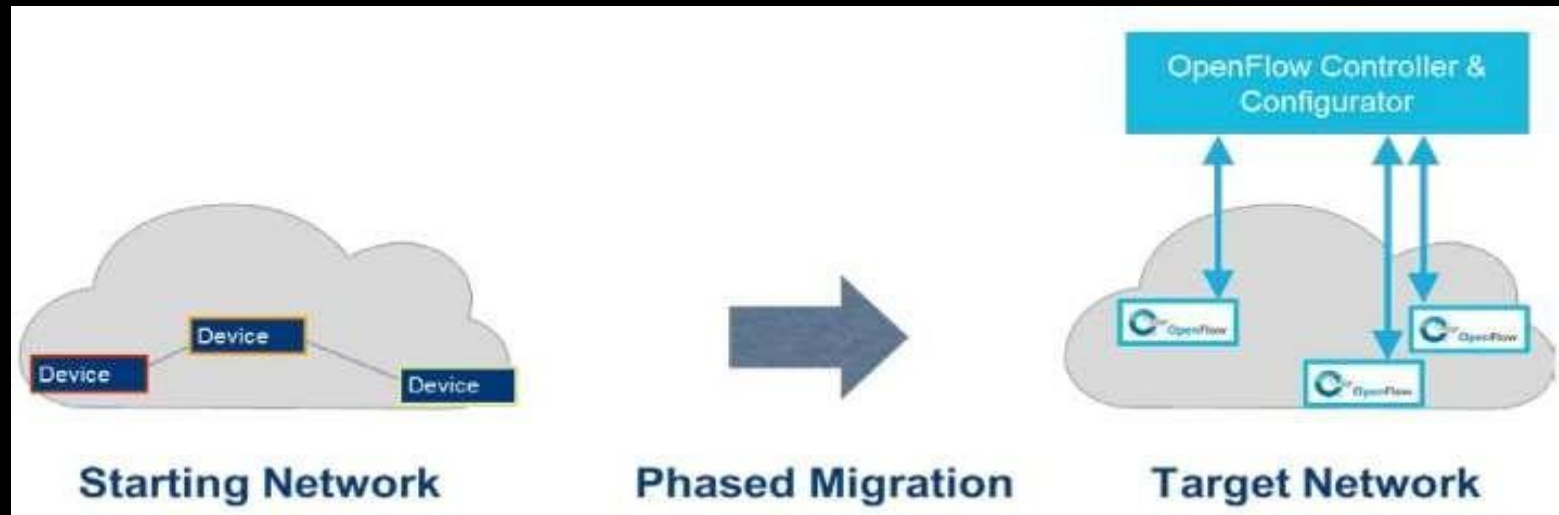 OpenFlow Controller &
Configurator
Device
Device
Device
OpenFlow
OpenFlow
OpenFlow
Starting Network
Phased Migration
Target Network